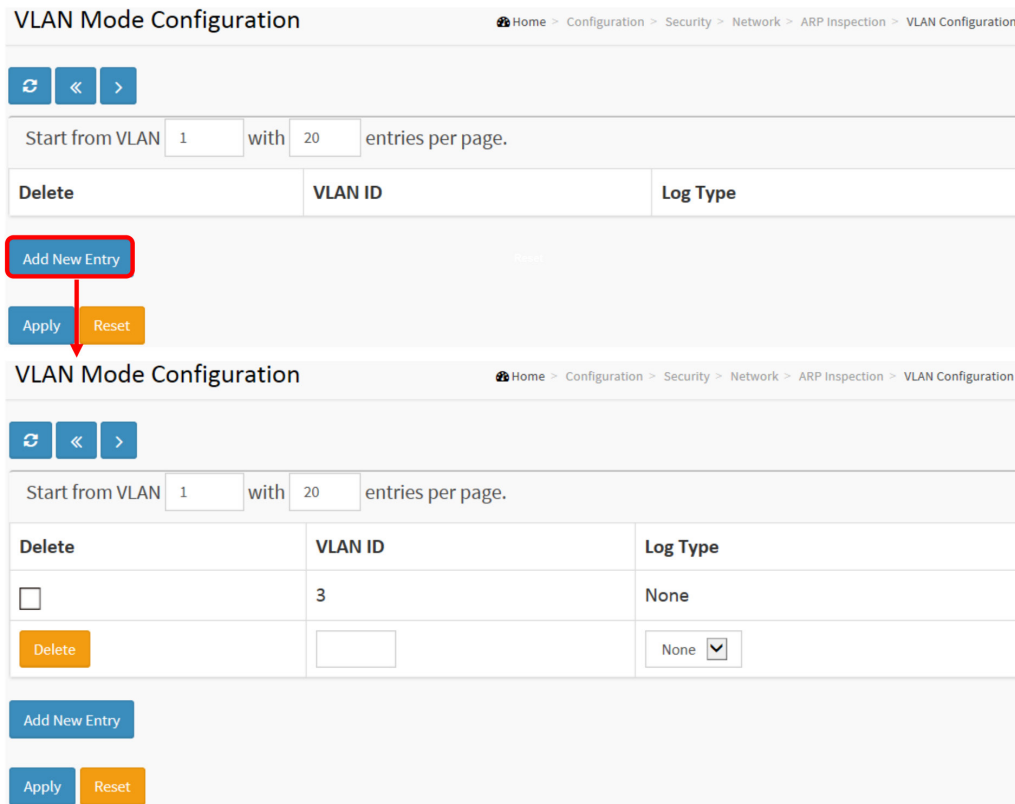 VLAN Mode Configuration
Home > Configuration > Security > Network > ARP Inspection > VLAN Configuration
Start from VLAN 1 with 20 entries per page.
Delete VLAN ID Log Type
Add New Entry
Apply Reset
VLAN Mode Configuration
Home > Configuration > Security > Network > ARP Inspection > VLAN Configuration
Start from VLAN 1 with 20 entries per page.
Delete VLAN ID Log Type
3 None
Delete None
Add New Entry
Apply Reset